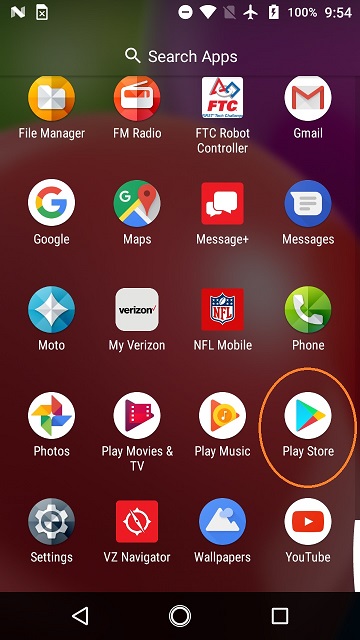 100% 9:54
Search Apps
FTC
FIRST Tech Challenge
File Manager FM Radio FTC Robot Gmail
Controller
Google Maps Message+ Messages
verizon
NFL
Moto My Verizon NFL Mobile Phone
Photos Play Movies & Play Music Play Store
TV
Settings VZ Navigator Wallpapers YouTube